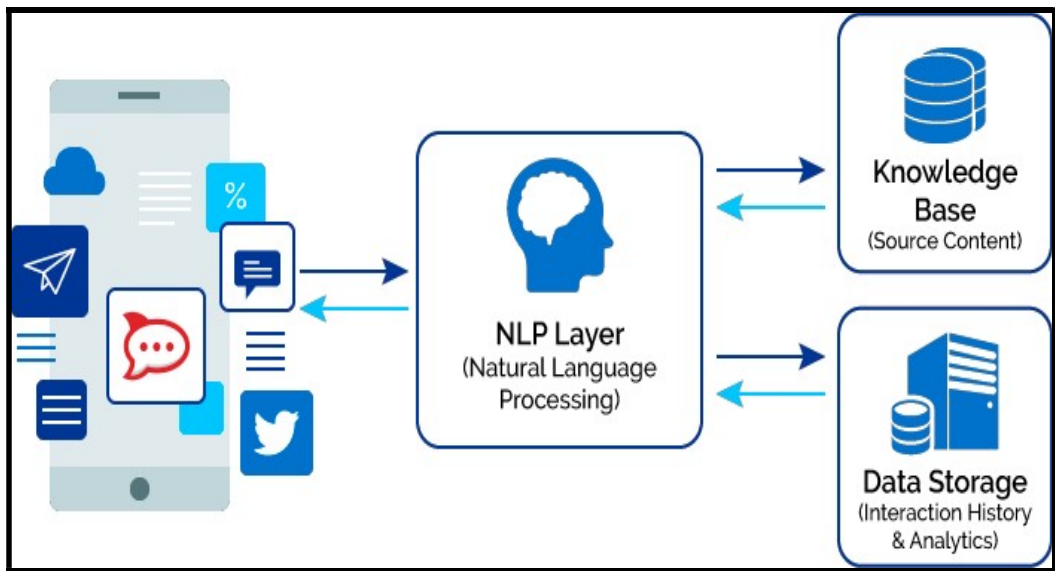 %
NLP Layer
(Natural Language
Processing)
Knowledge
Base
(Source Content)
Data Storage
(Interaction History
& Analytics)